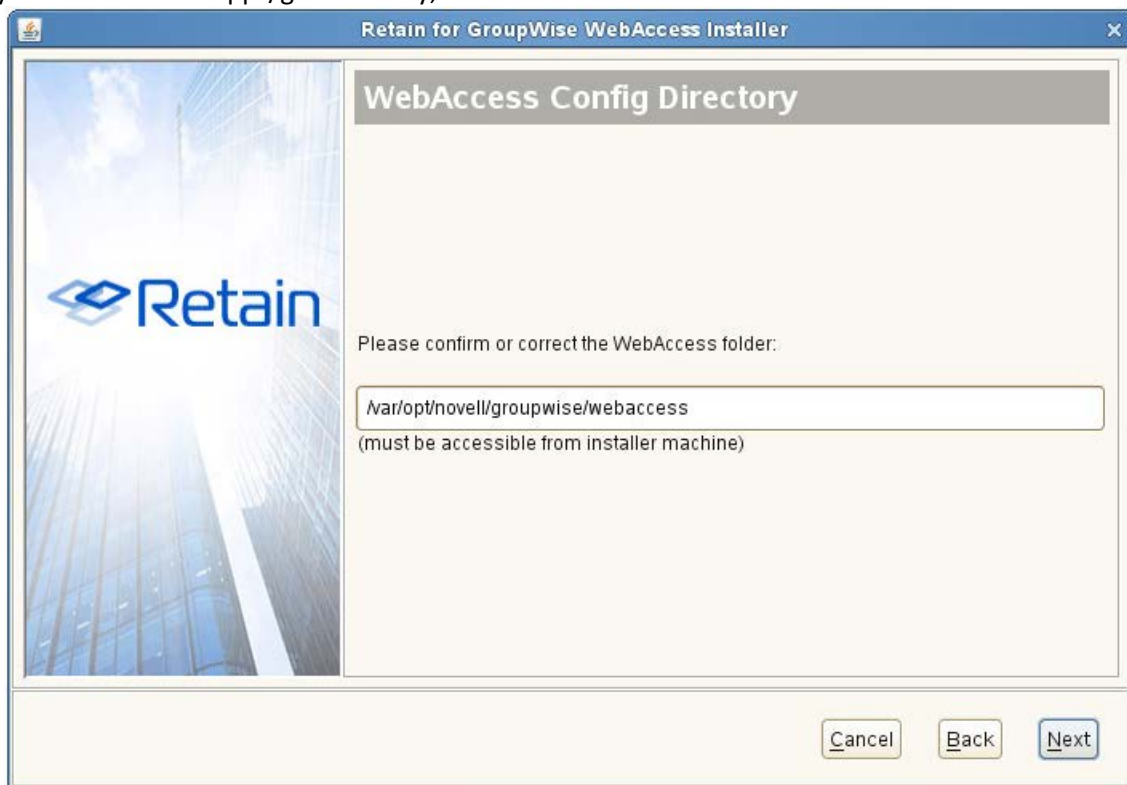 Retain for GroupWise WebAccess Installer
WebAccess Config Directory
Retain
Please confirm or correct the WebAccess folder:
/var/opt/novell/groupwise/webaccess
(must be accessible from installer machine)
Cancel Back Next